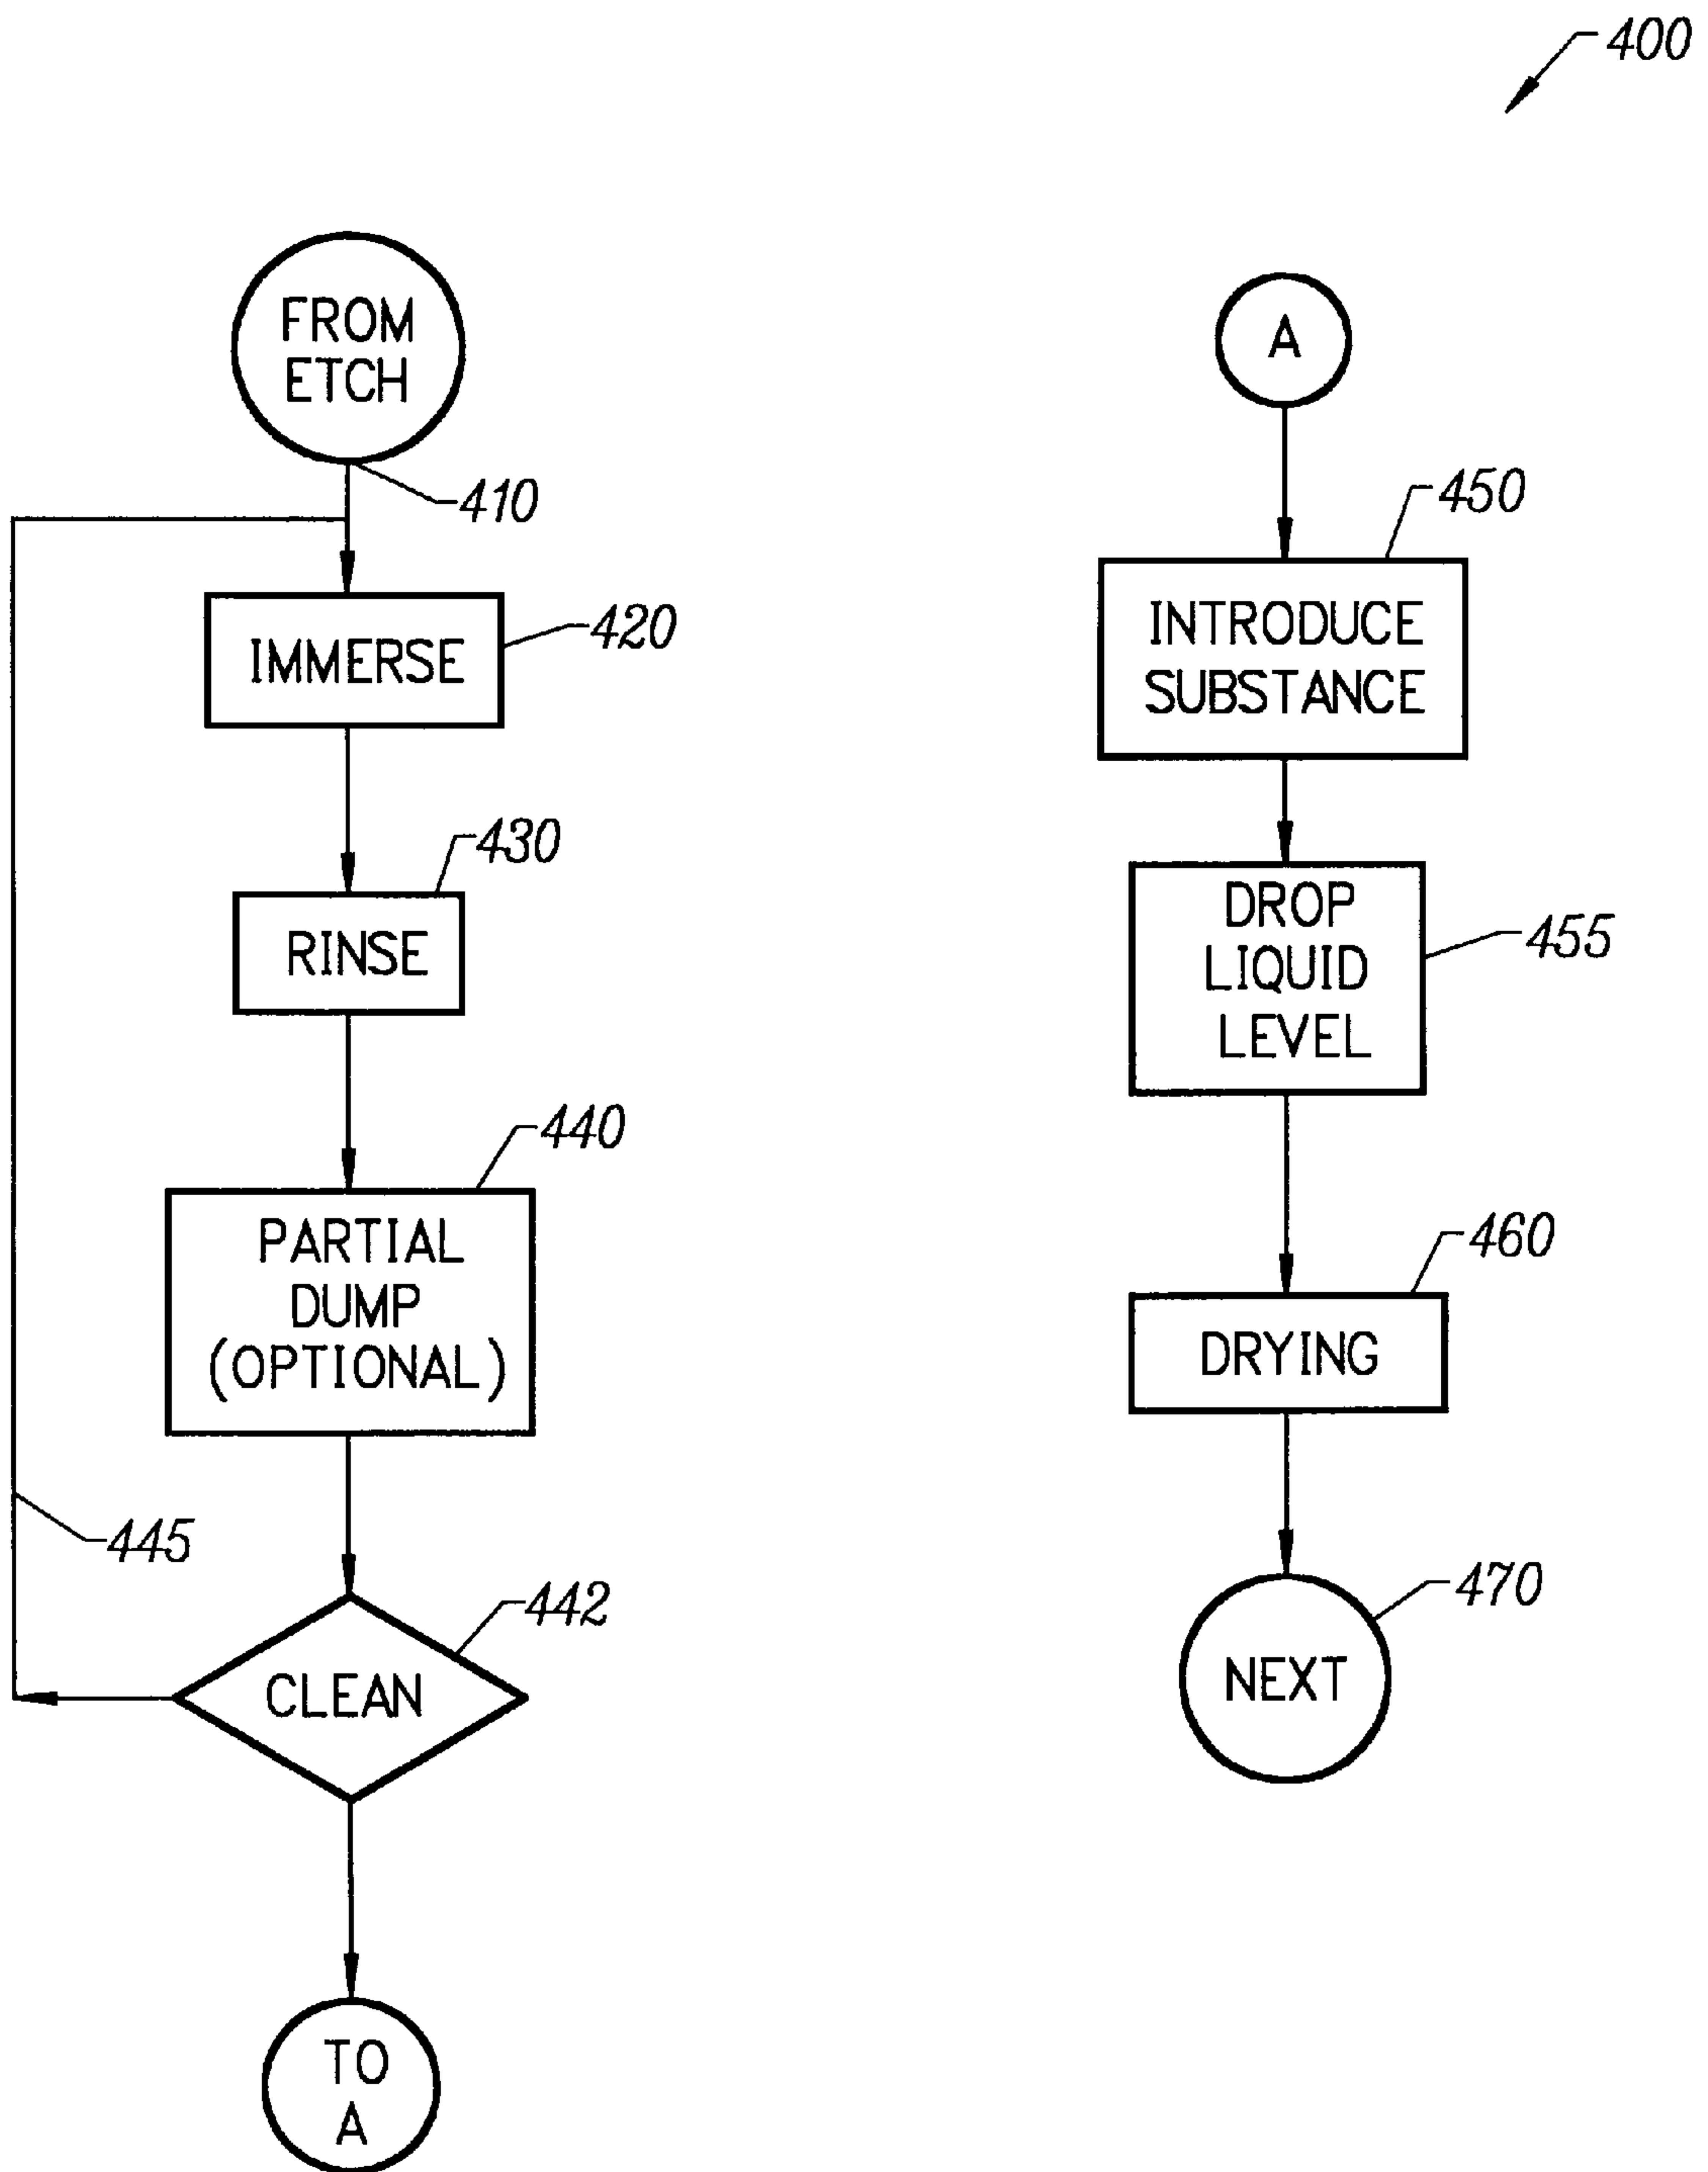 400
FROM
ETCH
410
IMMERSE
420
430
RINSE
440
PARTIAL
DUMP
(OPTIONAL)
445
442
CLEAN
TO
A
A
450
INTRODUCE
SUBSTANCE
DROP
LIQUID
LEVEL
455
460
DRYING
470
NEXT